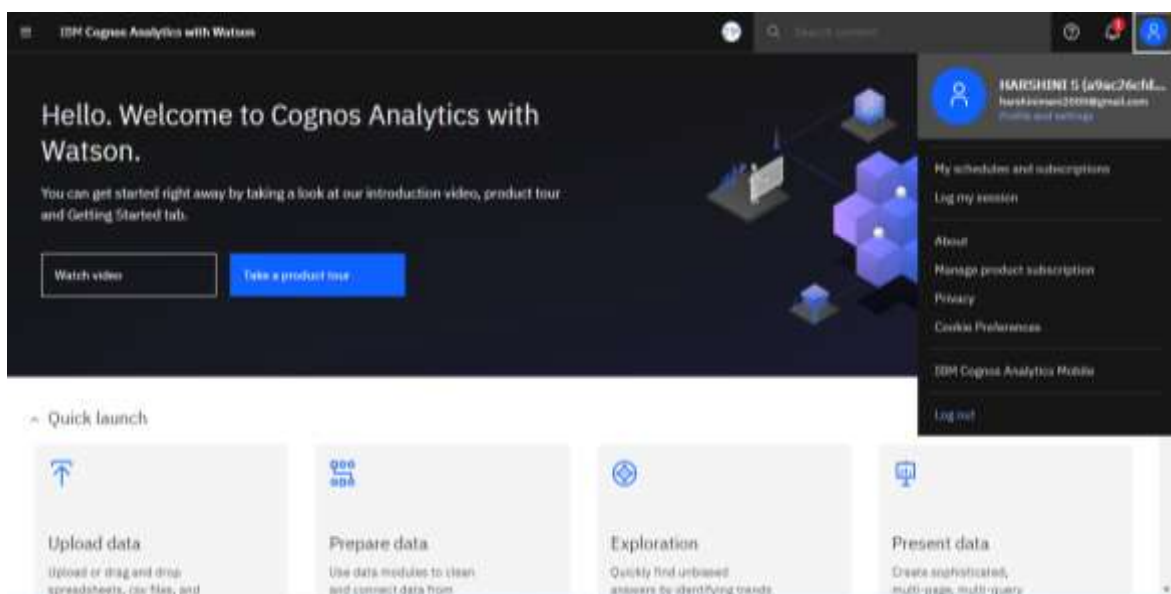 IBM Cognos Analytics with Watson
Search content
1
Hello. Welcome to Cognos Analytics with
Watson.
You can get started right away by taking a look at our introduction video, product tour
and Getting Started tab.
Watch video
Take a product tour
HARSHINI S
Profile and settings
My schedules and subscriptions
Log my session
About
Manage product subscription
Privacy
Cookie Preferences
IBM Cognos Analytics Mobile
Log out
Quick launch
Upload data
Upload or drag and drop
spreadsheets, csv files, and
Prepare data
Use data modules to clean
and connect data from
Exploration
Quickly find unbiased
answers by identifying trends
Present data
Create sophisticated,
multi-page, multi-query